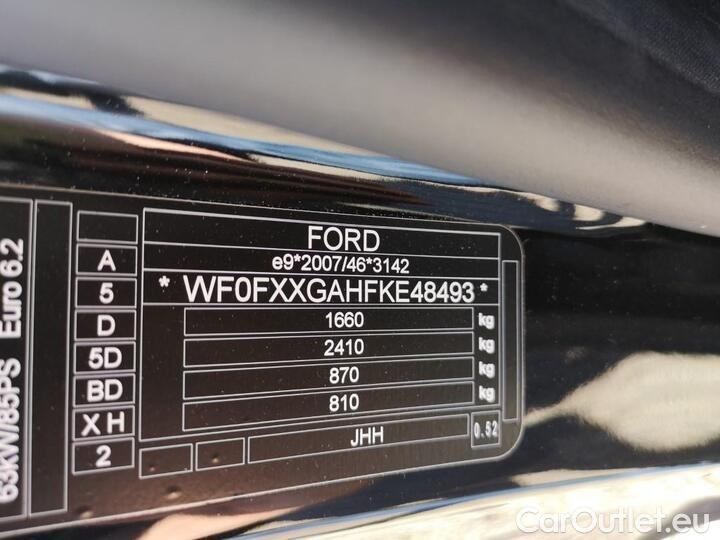 63kW/85PS Euro 6.2
FORD
A e9*2007/46*3142
5 * WF0FXXGAHFKE48493 *
D 1660 kg
5D 2410 kg
BD 870 kg
XH 810
2 JHH 0.52
CarOutlet.eu